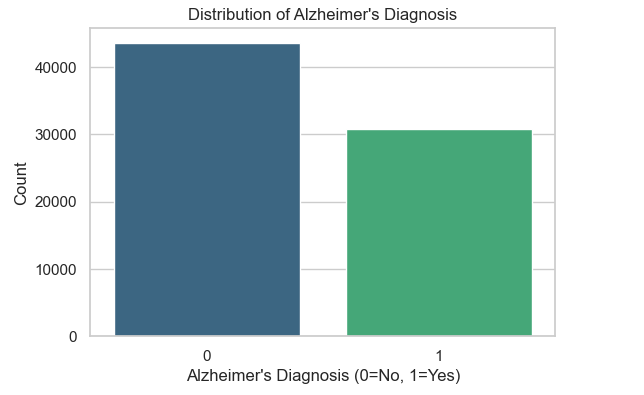 Distribution of Alzheimer's Diagnosis
40000
30000
20000
10000
0
Count
0 1
Alzheimer's Diagnosis (0=No, 1=Yes)